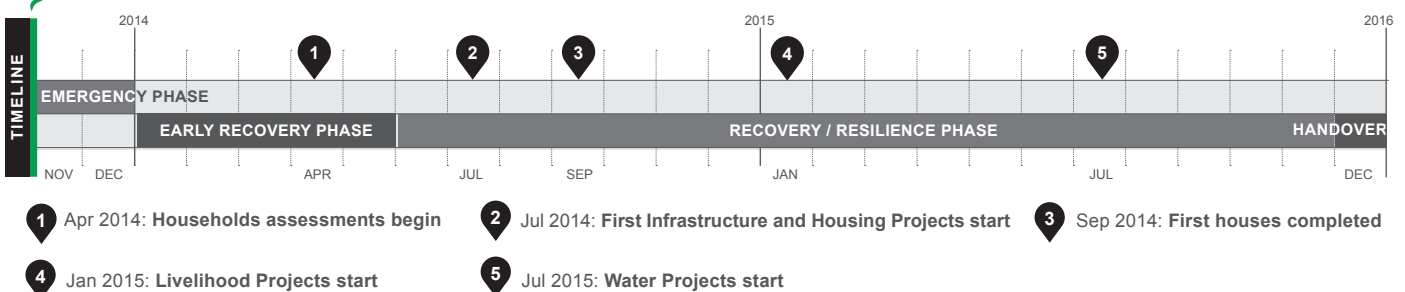 TIMELINE
2014 2015 2016
1 2 3 4 5
EMERGENCY PHASE
EARLY RECOVERY PHASE RECOVERY / RESILIENCE PHASE HANDOVER
NOV DEC APR JUL SEP JAN JUL DEC
1 Apr 2014: Households assessments begin 2 Jul 2014: First Infrastructure and Housing Projects start 3 Sep 2014: First houses completed
4 Jan 2015: Livelihood Projects start 5 Jul 2015: Water Projects start